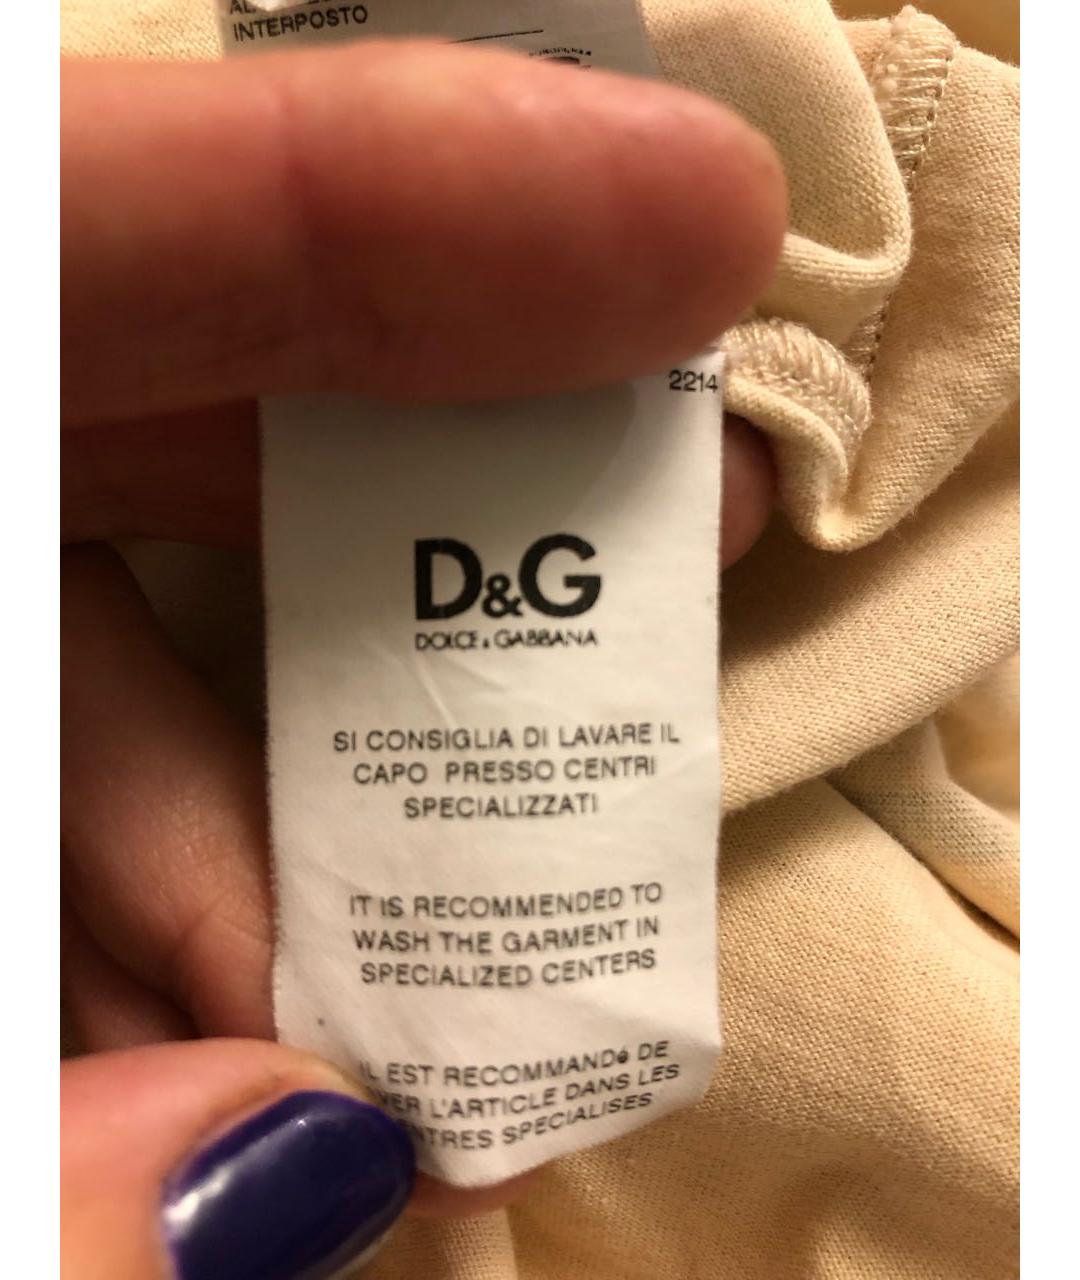 INTERPOSTO
2214
D&G
DOLCE & GABBANA
SI CONSIGLIA DI LAVARE IL
CAPO PRESSO CENTRI
SPECIALIZZATI
IT IS RECOMMENDED TO
WASH THE GARMENT IN
SPECIALIZED CENTERS
IL EST RECOMMANDé DE
L'ARTICLE DANS LES
SPECIALISES